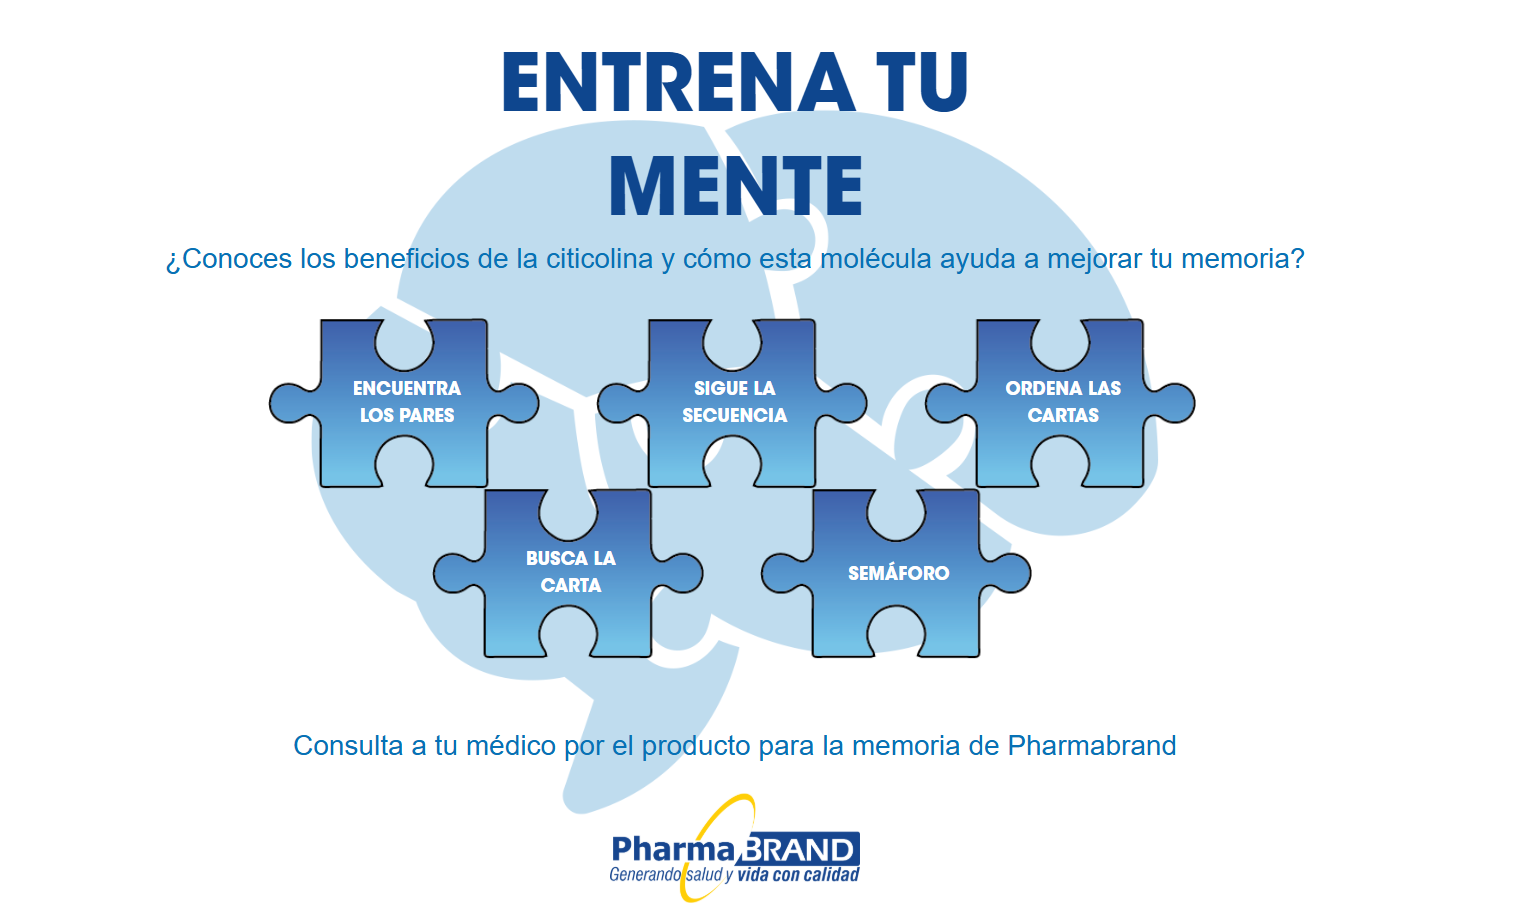 ENTRENA TU
MENTE
¿Conoces los beneficios de la citicolina y cómo esta molécula ayuda a mejorar tu memoria?
ENCUENTRA
LOS PARES
SIGUE LA
SECUENCIA
ORDENA LAS
CARTAS
BUSCA LA
CARTA
SEMÁFORO
Consulta a tu médico por el producto para la memoria de Pharmabrand
PharmaBRAND
Generando salud y vida con calidad